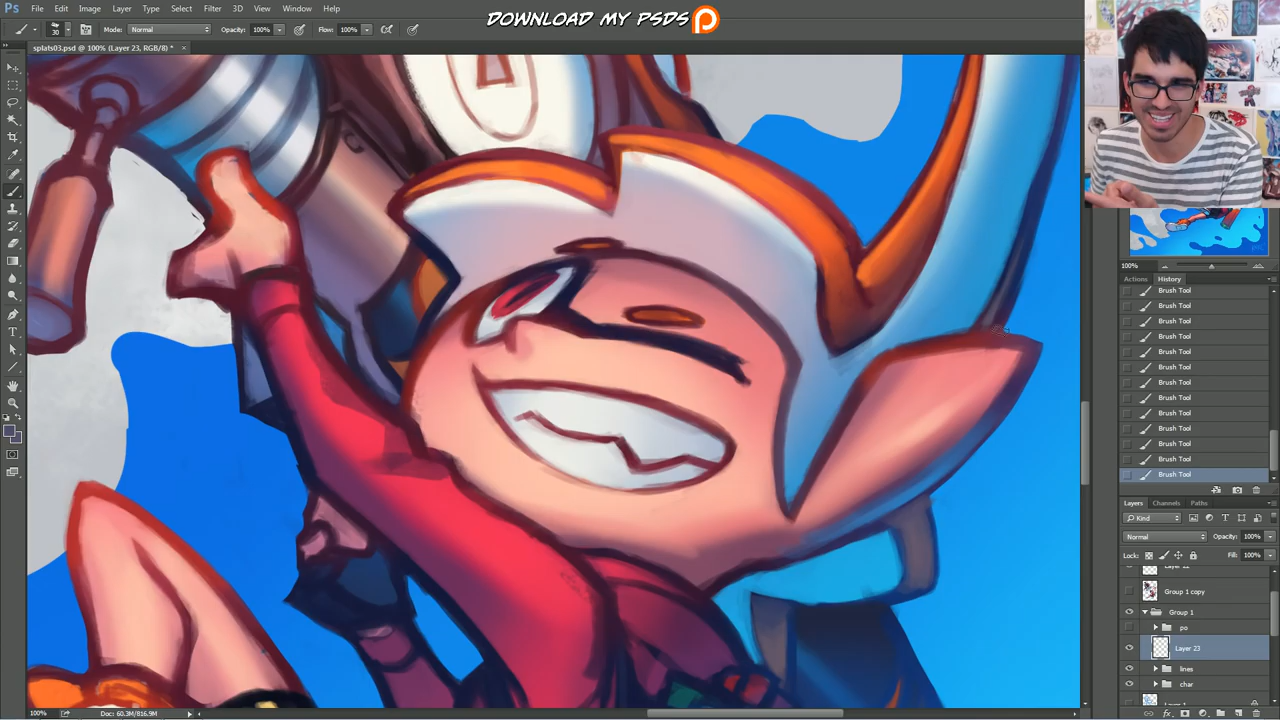 Ps File Edit Image Layer Type Select Filter 3D View Window Help
DOWNLOAD MY PSDS
30 Mode: Normal Opacity: 100% Flow: 100%
splats03.psd @ 100% (Layer 23, RGB/8) * ×
100%
Actions History
Brush Tool
Brush Tool
Brush Tool
Brush Tool
Brush Tool
Brush Tool
Brush Tool
Brush Tool
Brush Tool
Brush Tool
Brush Tool
Brush Tool
Brush Tool
Layers Channels Paths
Kind
Normal Opacity: 100%
Lock: Fill: 100%
Group 1 copy
Group 1
po
Layer 23
lines
char
100% Doc: 60.3M/816.9M